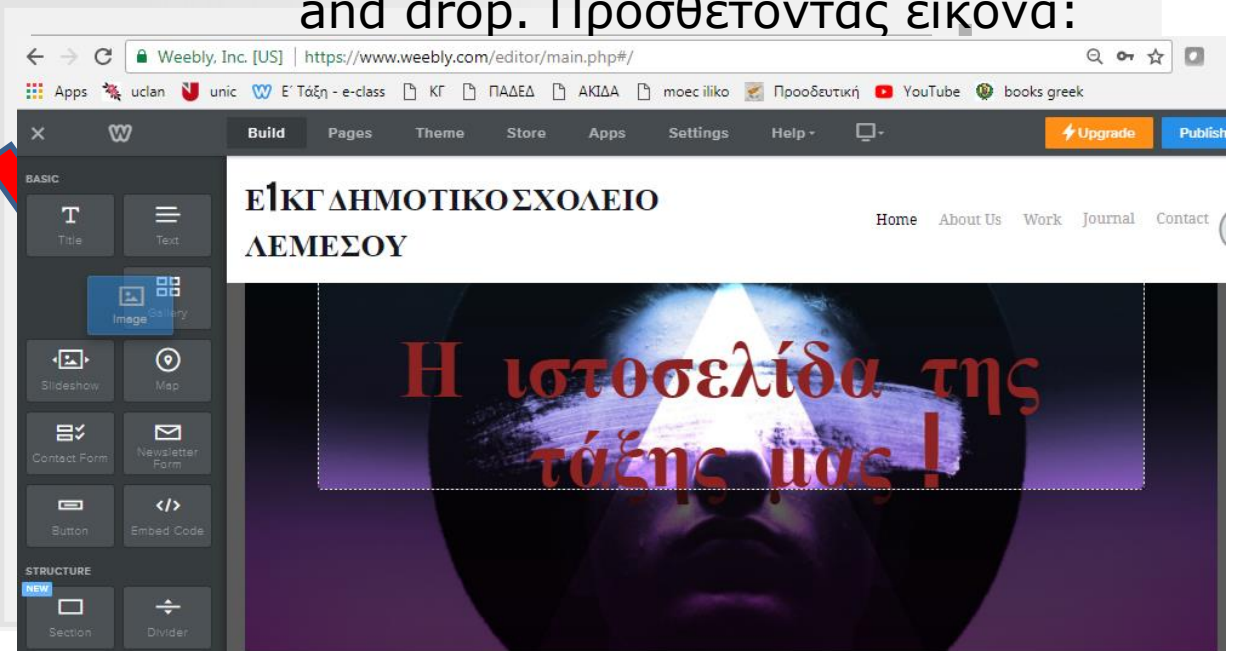 and drop. Προσθέτοντας εικόνα:
Weebly, Inc. [US] | https://www.weebly.com/editor/main.php#/
Apps uclan unic Ε΄ Τάξη - e-class ΚΓ ΠΑΔΕΔ ΑΚΙΔΑ moec iliko Προοδευτική YouTube books greek
Build Pages Theme Store Apps Settings Help Upgrade Publish
BASIC
Title Text
Image Gallery
Slideshow Map
Contact Form Newsletter Form
Button Embed Code
STRUCTURE
NEW
Section Divider
Ε1ΚΓ ΔΗΜΟΤΙΚΟ ΣΧΟΛΕΙΟ
ΛΕΜΕΣΟΥ
Home About Us Work Journal Contact
Η ιστοσελίδα της
τάξης μας !